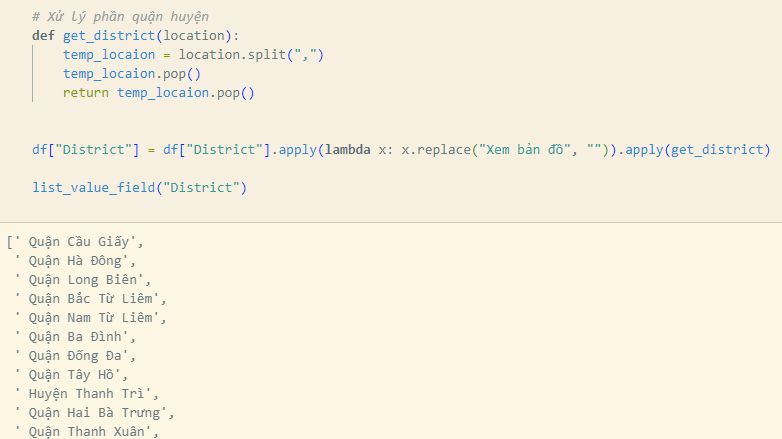 # Xử lý phần quận huyện
def get_district(location):
temp_locaion = location.split(",")
temp_locaion.pop()
return temp_locaion.pop()
df["District"] = df["District"].apply(lambda x: x.replace("Xem bản đồ", "")).apply(get_district)
list_value_field("District")
[' Quận Cầu Giấy',
' Quận Hà Đông',
' Quận Long Biên',
' Quận Bắc Từ Liêm',
' Quận Nam Từ Liêm',
' Quận Ba Đình',
' Quận Đống Đa',
' Quận Tây Hồ',
' Huyện Thanh Trì',
' Quận Hai Bà Trưng',
' Quận Thanh Xuân',